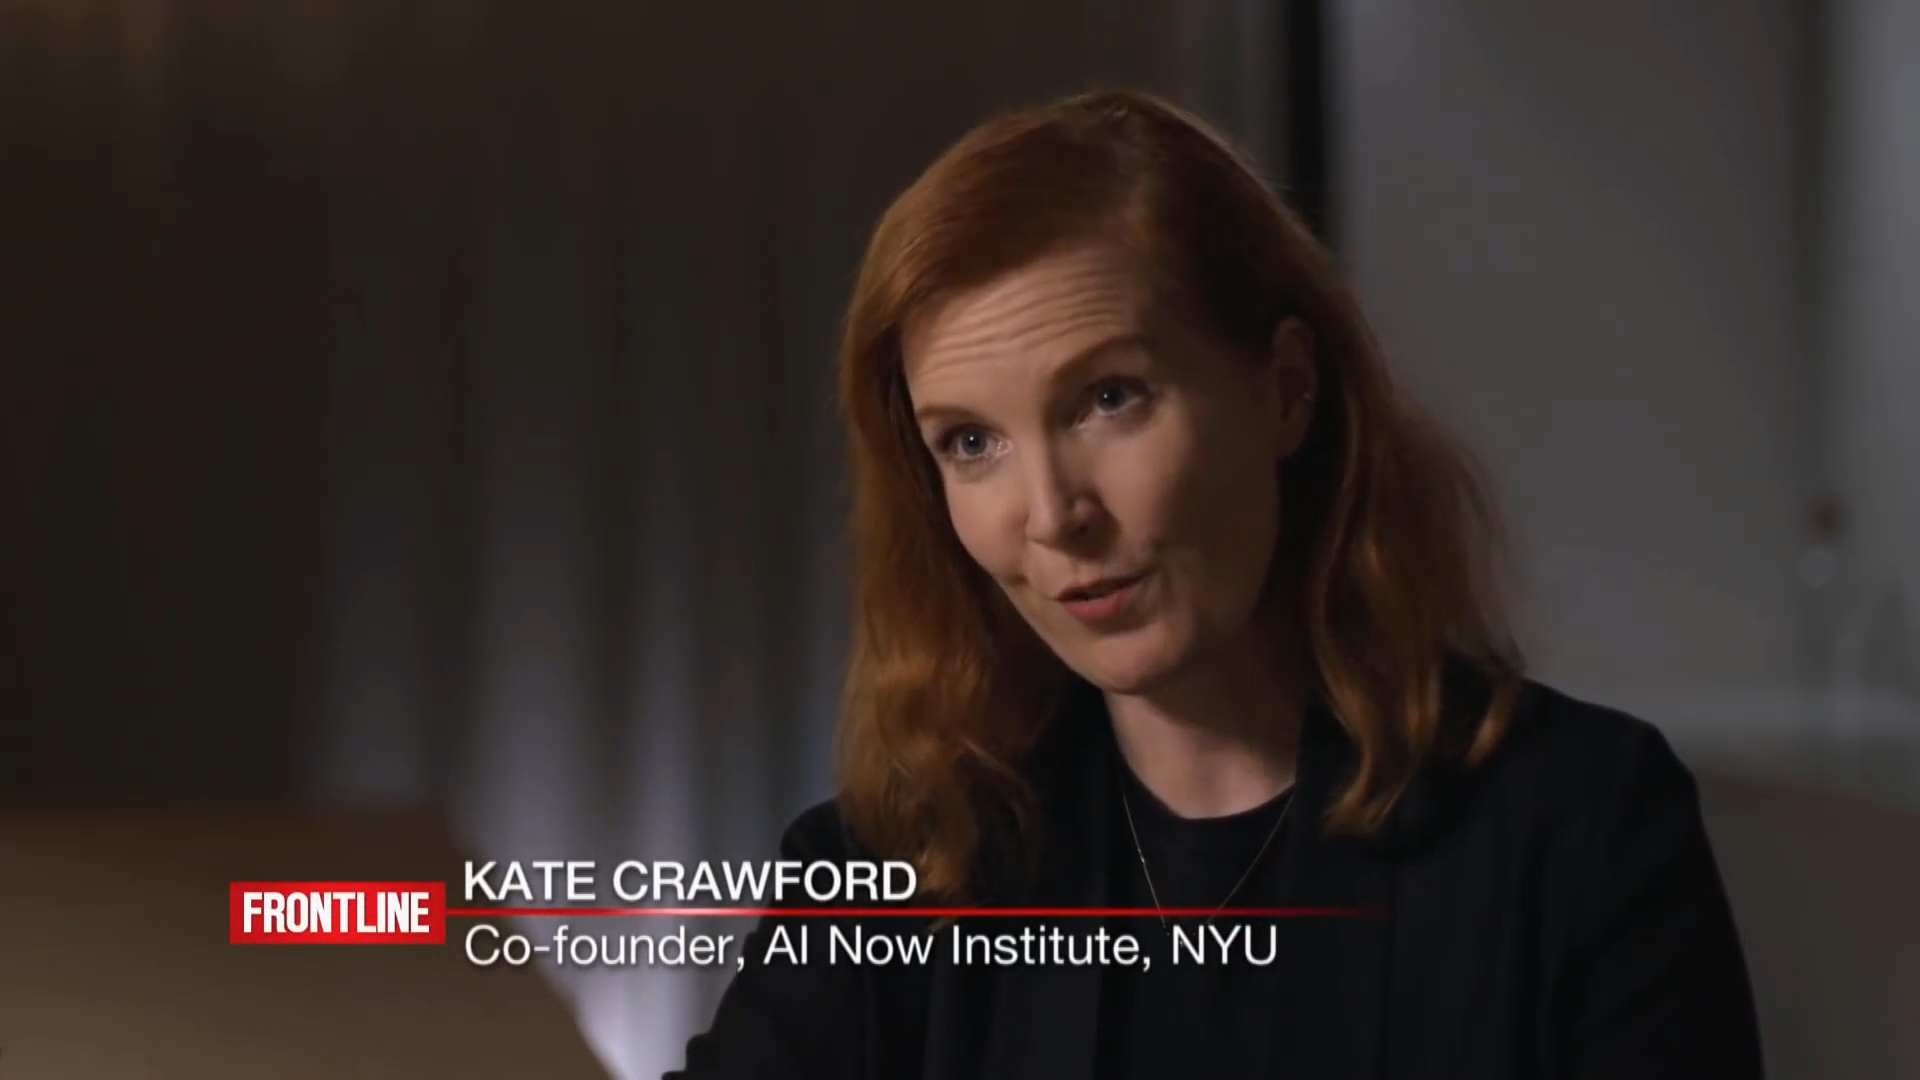 FRONTLINE
KATE CRAWFORD
Co-founder, AI Now Institute, NYU